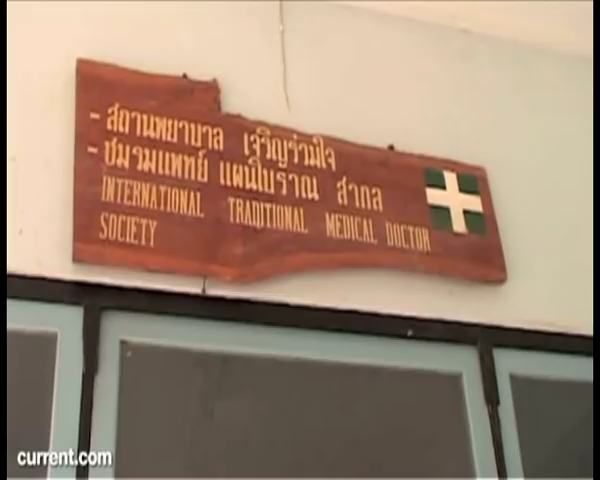 - สถานพยาบาล เจริญร่วมใจ
- ชมรมแพทย์ แผนโบราณ สากล
INTERNATIONAL TRADITIONAL MEDICAL DOCTOR
SOCIETY
current.com